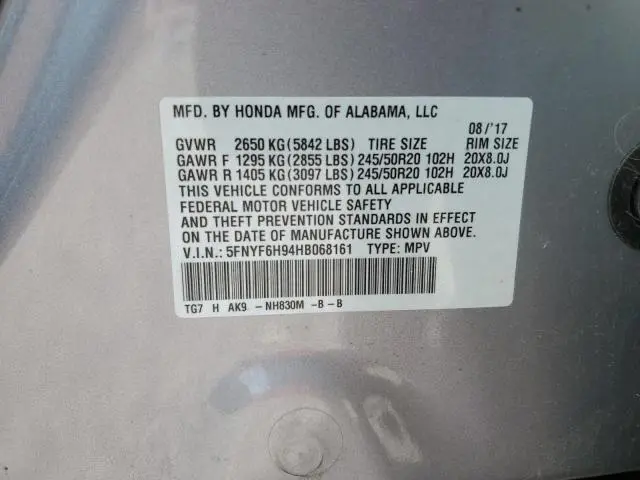 MFD. BY HONDA MFG. OF ALABAMA, LLC
08/'17
GVWR 2650 KG (5842 LBS) TIRE SIZE RIM SIZE
GAWR F 1295 KG (2855 LBS) 245/50R20 102H 20X8.0J
GAWR R 1405 KG (3097 LBS) 245/50R20 102H 20X8.0J
THIS VEHICLE CONFORMS TO ALL APPLICABLE
FEDERAL MOTOR VEHICLE SAFETY
AND THEFT PREVENTION STANDARDS IN EFFECT
ON THE DATE OF MANUFACTURE SHOWN ABOVE.
V.I.N.: 5FNYF6H94HB068161 TYPE: MPV
TG7 H AK9 -NH830M -B-B